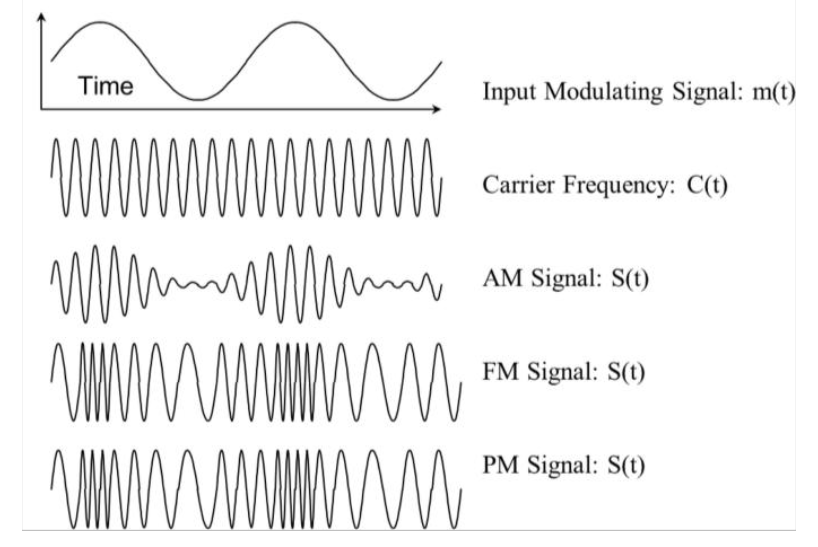 Time
Input Modulating Signal: m(t)
Carrier Frequency: C(t)
AM Signal: S(t)
FM Signal: S(t)
PM Signal: S(t)